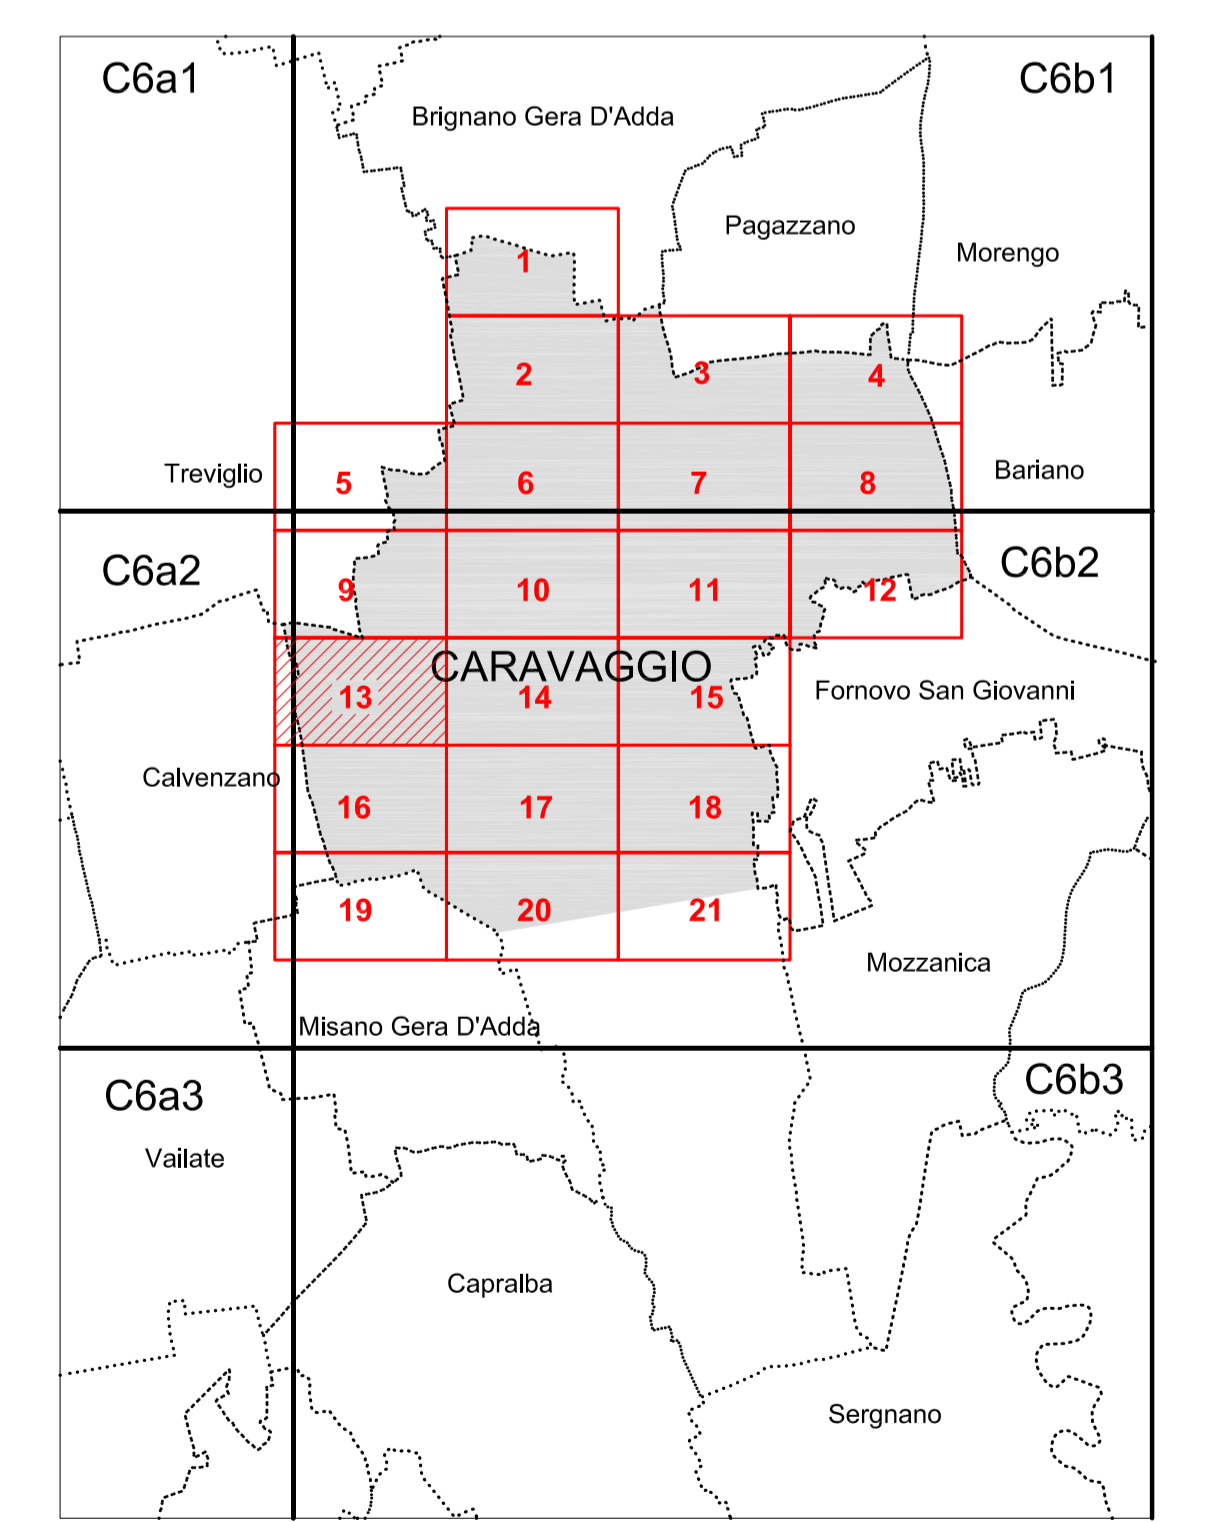 C6a1
C6b1
Brignano Gera D'Adda
Pagazzano
Morengo
1
2
3
4
Treviglio
5
6
7
8
Bariano
C6a2
C6b2
9
10
11
12
CARAVAGGIO
13
14
15
Fornovo San Giovanni
Calvenzano
16
17
18
19
20
21
Mozzanica
Misano Gera D'Adda
C6a3
C6b3
Vailate
Capralba
Sergnano